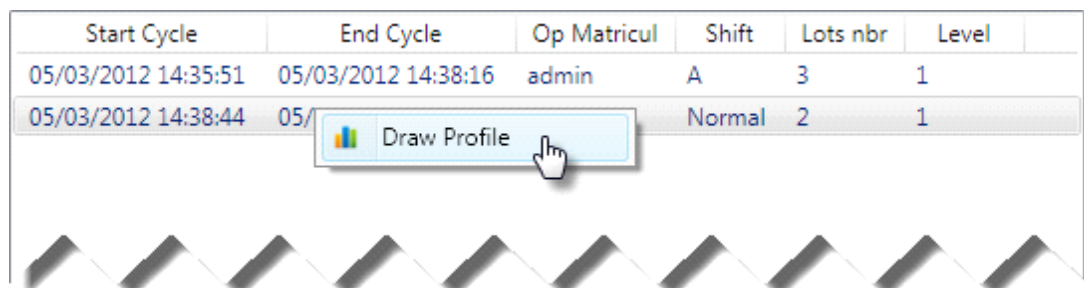 Start Cycle End Cycle Op Matricul Shift Lots nbr Level
05/03/2012 14:35:51 05/03/2012 14:38:16 admin A 3 1
05/03/2012 14:38:44 05/ Normal 2 1
Draw Profile